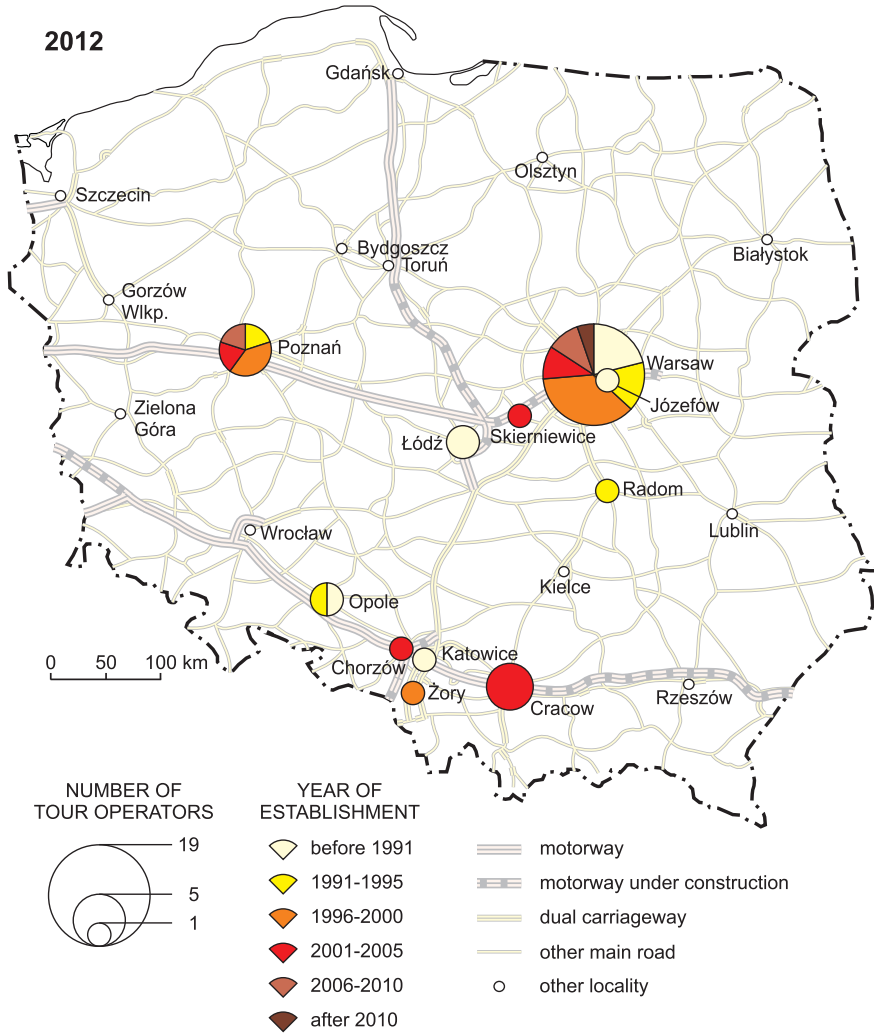 2012
Gdańsk
Olsztyn
Szczecin
Białystok
Bydgoszcz
Toruń
Gorzów
Wlkp.
Poznań
Warsaw
Józefów
Zielona
Góra
Skierniewice
Łódź
Radom
Lublin
Wrocław
Kielce
Opole
Katowice
Chorzów
Żory
Cracow
Rzeszów
0 50 100 km
NUMBER OF
TOUR OPERATORS
19
5
1
YEAR OF
ESTABLISHMENT
before 1991
1991-1995
1996-2000
2001-2005
2006-2010
after 2010
motorway
motorway under construction
dual carriageway
other main road
other locality